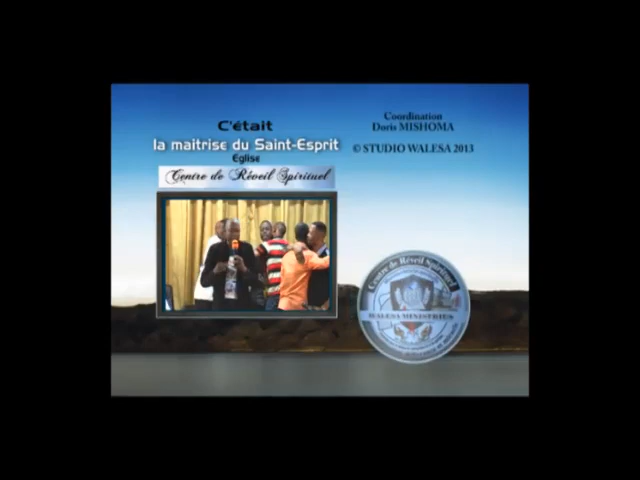 C'était
la maitrise du Saint-Esprit
Eglise
Centre de Réveil Spirituel
Coordination
Doris MISHOMA
© STUDIO WALESA 2013
Centre de Réveil Spirituel
WALESA MINISTRIES